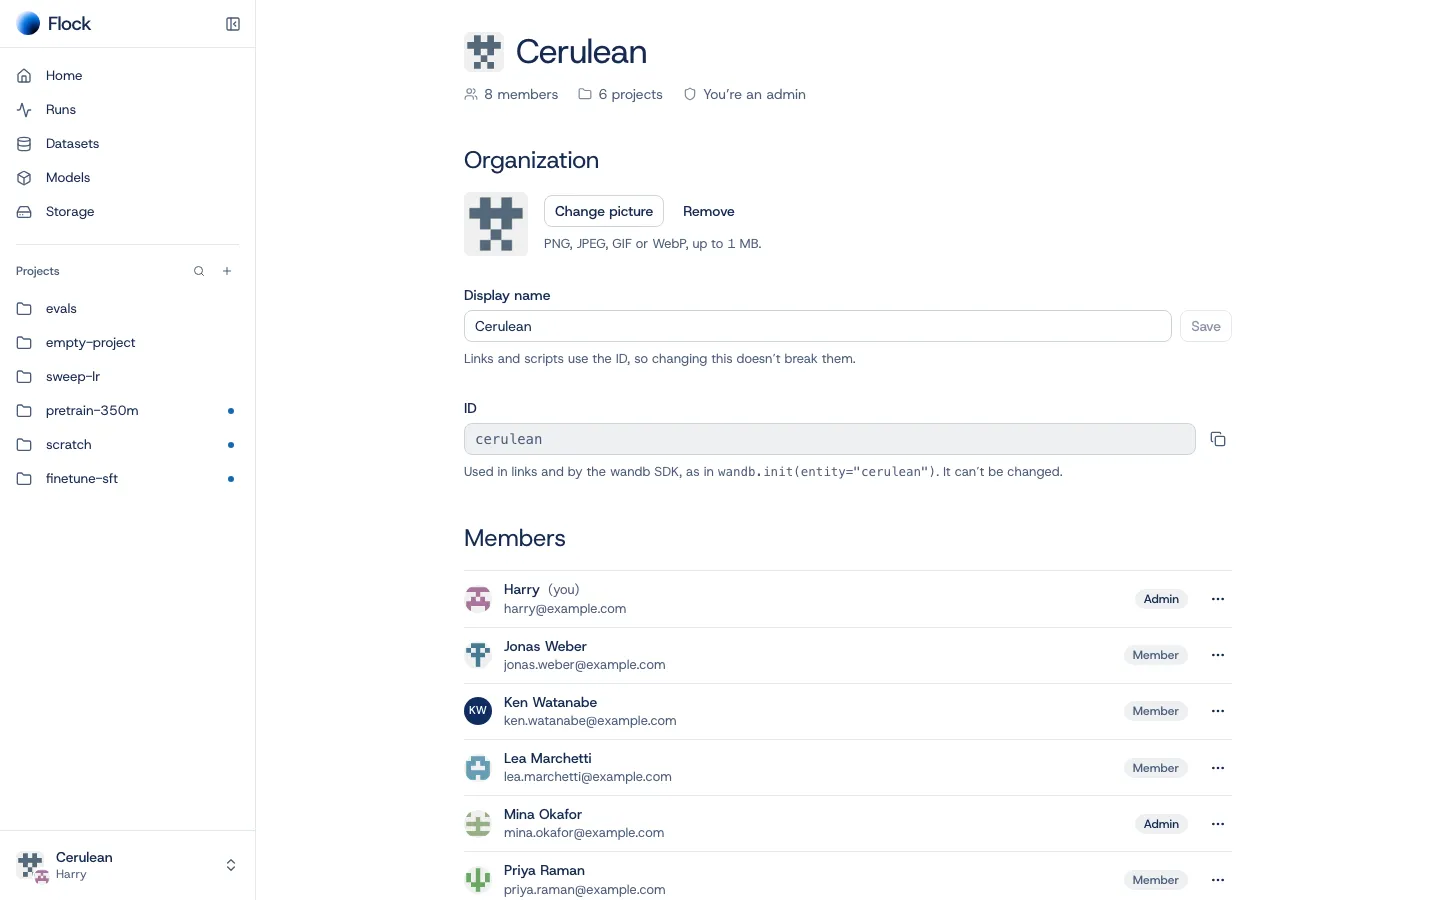 Flock
Home
Runs
Datasets
Models
Storage
Projects
evals
empty-project
sweep-lr
pretrain-350m
scratch
finetune-sft
Cerulean
Harry
Cerulean
8 members 6 projects You're an admin
Organization
Change picture Remove
PNG, JPEG, GIF or WebP, up to 1 MB.
Display name
Cerulean Save
Links and scripts use the ID, so changing this doesn't break them.
ID
cerulean
Used in links and by the wandb SDK, as in wandb.init(entity="cerulean"). It can't be changed.
Members
Harry (you)
harry@example.com
Admin
Jonas Weber
jonas.weber@example.com
Member
KW
Ken Watanabe
ken.watanabe@example.com
Member
Lea Marchetti
lea.marchetti@example.com
Member
Mina Okafor
mina.okafor@example.com
Admin
Priya Raman
priya.raman@example.com
Member